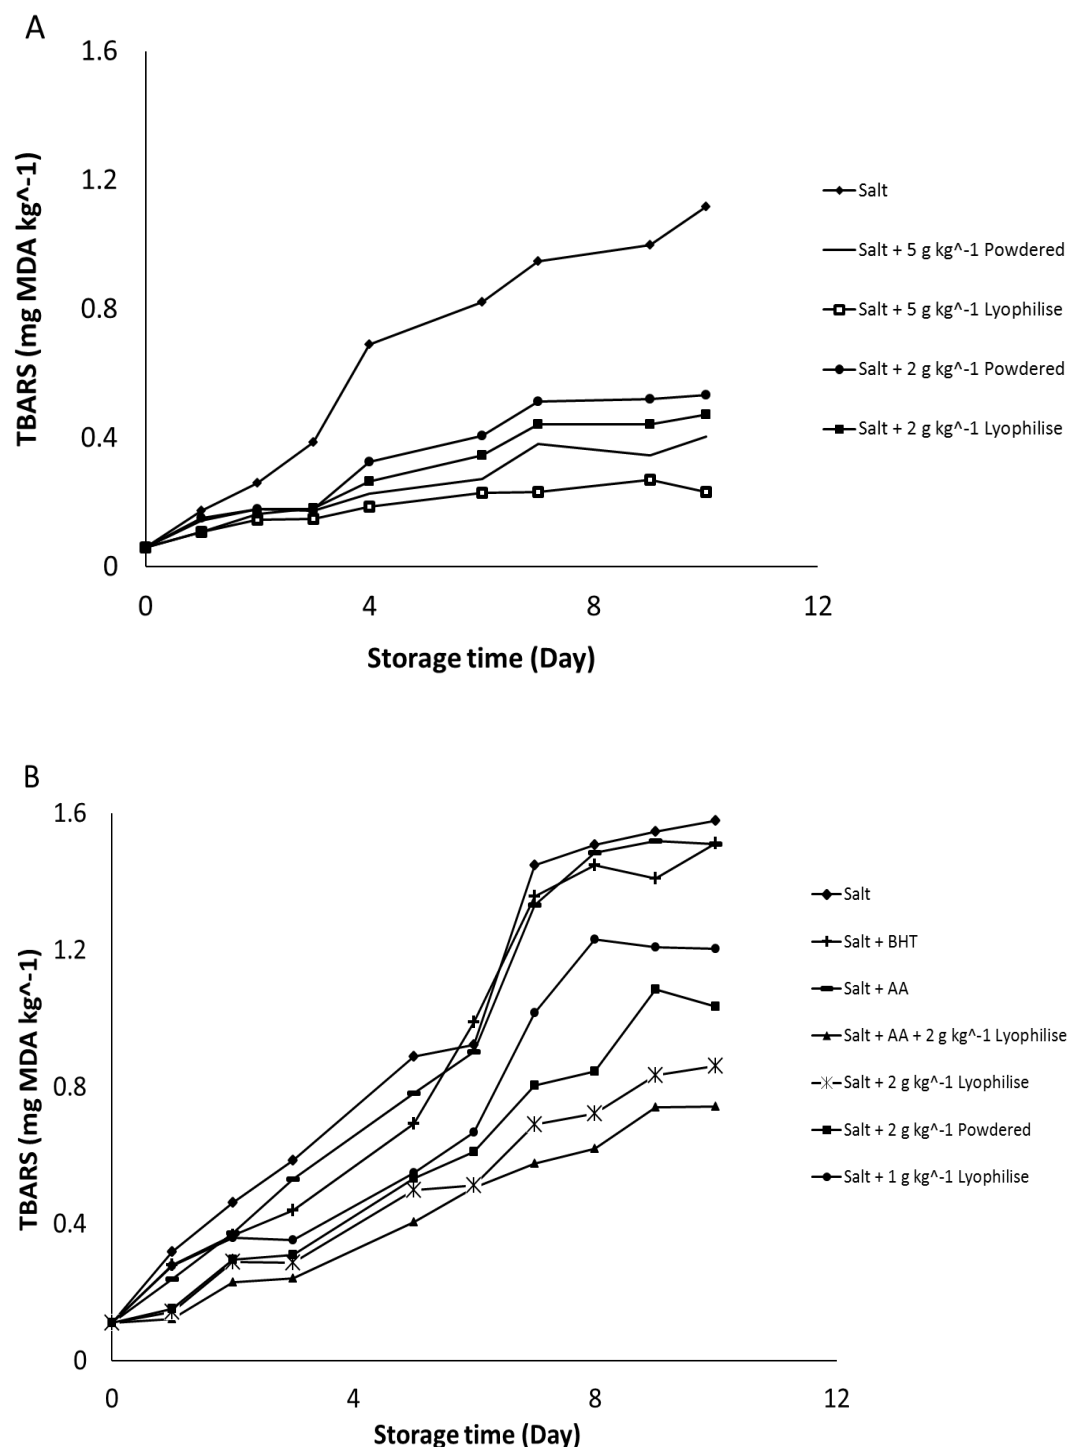 A
1.6
1.2
0.8
0.4
0
TBARS (mg MDA kg^-1)
0 4 8 12
Storage time (Day)
Salt
Salt + 5 g kg^-1 Powdered
Salt + 5 g kg^-1 Lyophilise
Salt + 2 g kg^-1 Powdered
Salt + 2 g kg^-1 Lyophilise
B
1.6
1.2
0.8
0.4
0
TBARS (mg MDA kg^-1)
0 4 8 12
Storage time (Day)
Salt
Salt + BHT
Salt + AA
Salt + AA + 2 g kg^-1 Lyophilise
Salt + 2 g kg^-1 Lyophilise
Salt + 2 g kg^-1 Powdered
Salt + 1 g kg^-1 Lyophilise